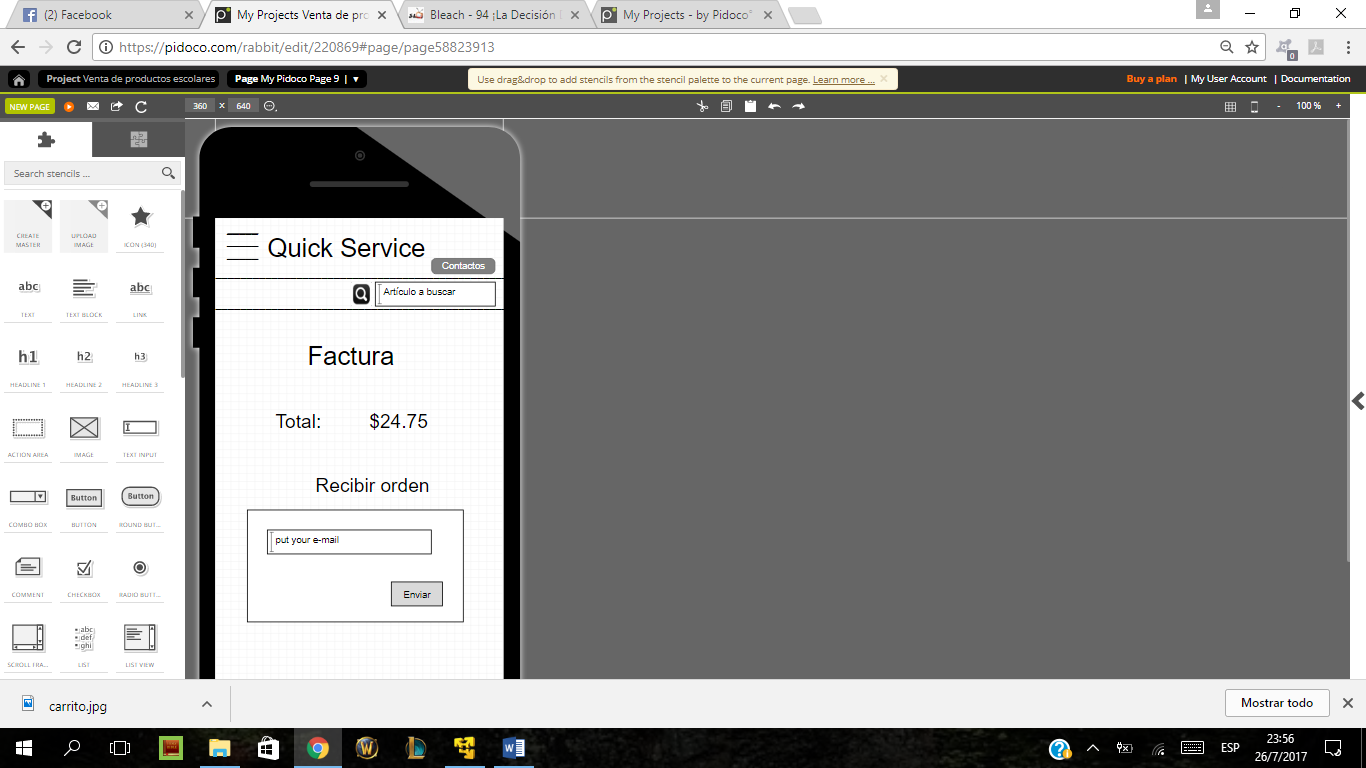 (2) Facebook
My Projects Venta de pro
Bleach - 94 ¡La Decisión
My Projects - by Pidoco
https://pidoco.com/rabbit/edit/220869#page/page58823913
0
Project Venta de productos escolares
Page My Pidoco Page 9 | ▼
Use drag&drop to add stencils from the stencil palette to the current page. Learn more ... ×
Buy a plan | My User Account | Documentation
NEW PAGE
360 x 640
- 100 % +
Search stencils ...
CREATE MASTER
UPLOAD IMAGE
ICON (340)
abc
TEXT
TEXT BLOCK
abc
LINK
h1
HEADLINE 1
h2
HEADLINE 2
h3
HEADLINE 3
ACTION AREA
IMAGE
TEXT INPUT
COMBO BOX
Button
BUTTON
Button
ROUND BUT...
COMMENT
CHECKBOX
RADIO BUTT...
SCROLL TRA...
abc
def
ghi
LIST
LIST VIEW
Quick Service
Contactos
Artículo a buscar
Factura
Total: $24.75
Recibir orden
put your e-mail
Enviar
carrito.jpg
Mostrar todo
ESP
23:56
26/7/2017